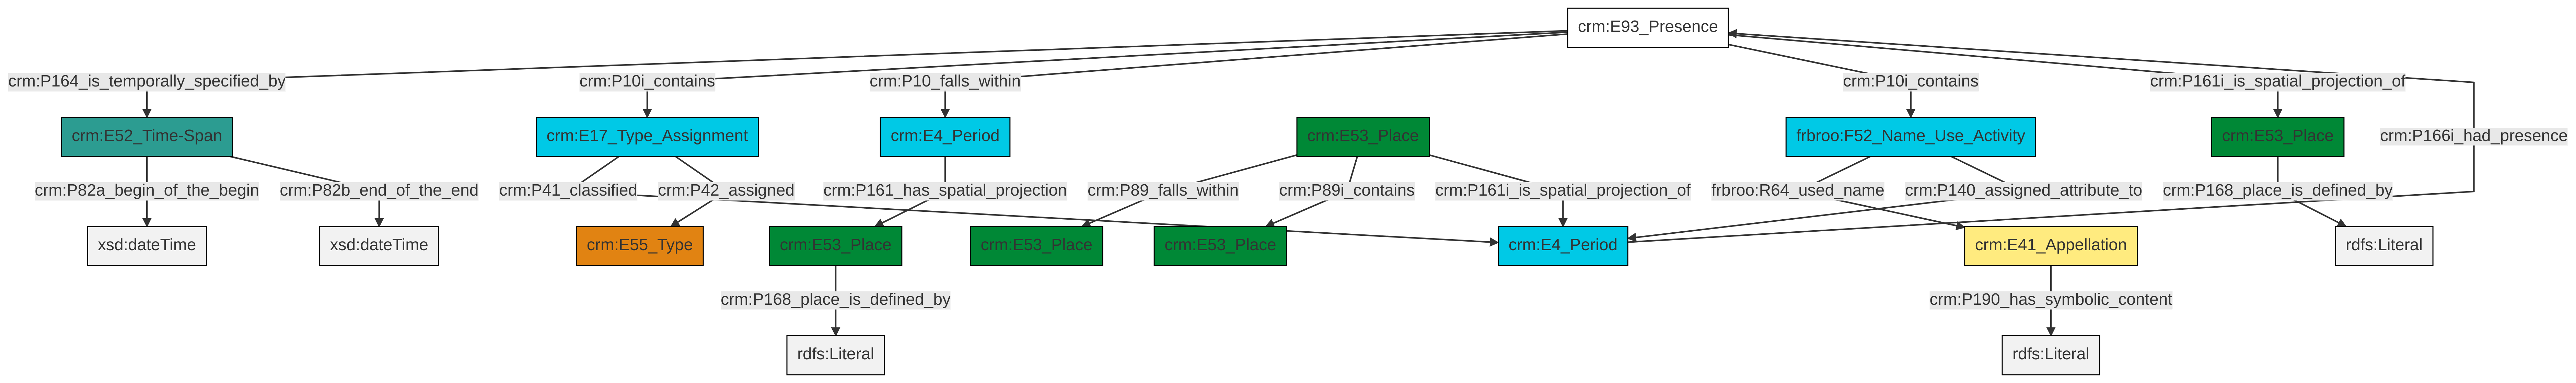 crm:E93_Presence
crm:P164_is_temporally_specified_by
crm:P10i_contains
crm:P10_falls_within
crm:P10i_contains
crm:P161i_is_spatial_projection_of
crm:E52_Time-Span
crm:E17_Type_Assignment
crm:E4_Period
crm:E53_Place
frbroo:F52_Name_Use_Activity
crm:E53_Place
crm:P166i_had_presence
crm:P82a_begin_of_the_begin
crm:P82b_end_of_the_end
crm:P41_classified
crm:P42_assigned
crm:P161_has_spatial_projection
crm:P89_falls_within
crm:P89i_contains
crm:P161i_is_spatial_projection_of
frbroo:R64_used_name
crm:P140_assigned_attribute_to
crm:P168_place_is_defined_by
xsd:dateTime
xsd:dateTime
crm:E55_Type
crm:E53_Place
crm:E53_Place
crm:E53_Place
crm:E4_Period
crm:E41_Appellation
rdfs:Literal
crm:P168_place_is_defined_by
crm:P190_has_symbolic_content
rdfs:Literal
rdfs:Literal